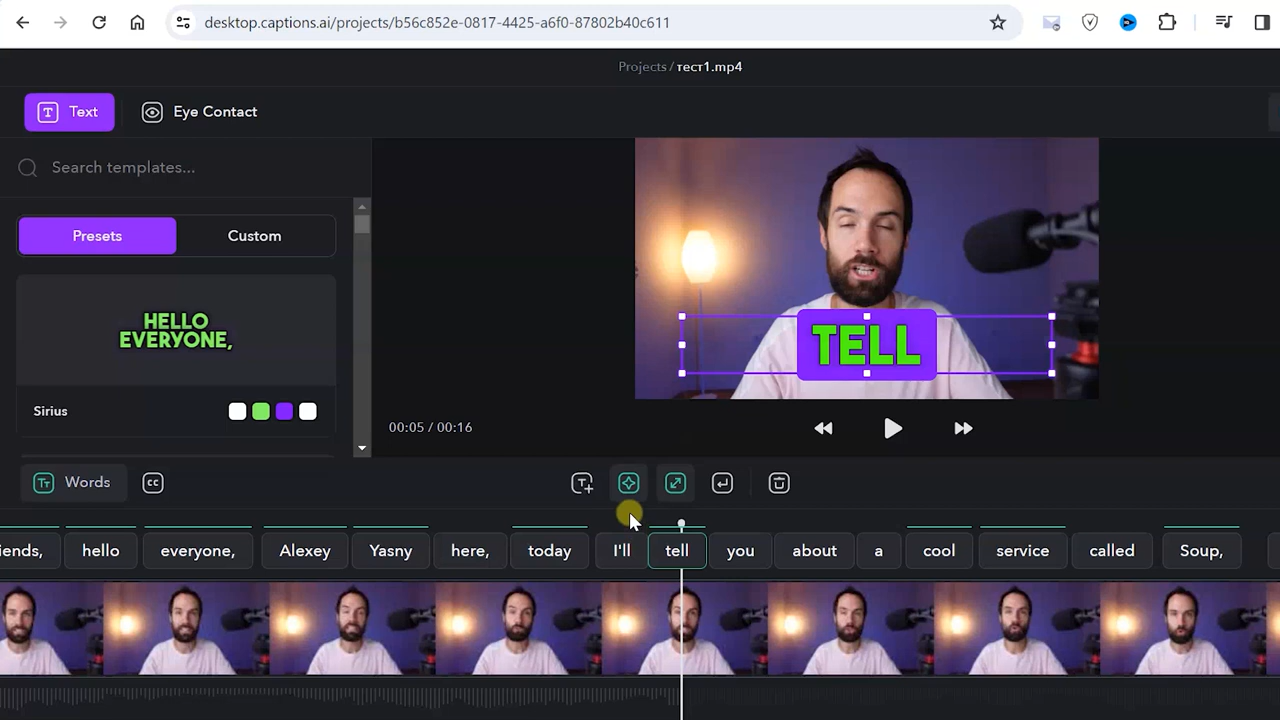 desktop.captions.ai/projects/b56c852e-0817-4425-a6f0-87802b40c611
Projects / тест1.mp4
Text
Eye Contact
Search templates...
Presets
Custom
HELLO
EVERYONE,
Sirius
TELL
00:05 / 00:16
Words
CC
iends,
hello
everyone,
Alexey
Yasny
here,
today
I'll
tell
you
about
a
cool
service
called
Soup,